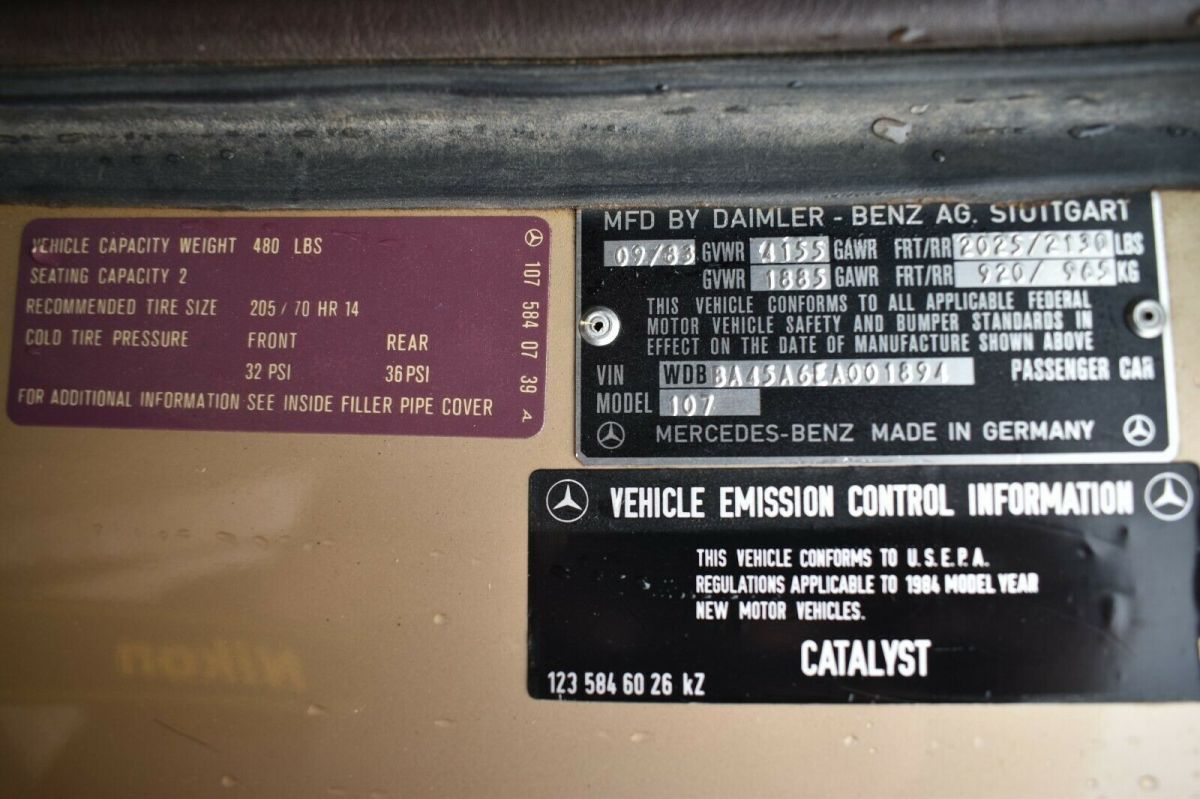 VEHICLE CAPACITY WEIGHT 480 LBS
SEATING CAPACITY 2
RECOMMENDED TIRE SIZE 205/70 HR 14
COLD TIRE PRESSURE FRONT REAR
32 PSI 36 PSI
FOR ADDITIONAL INFORMATION SEE INSIDE FILLER PIPE COVER
107 584 07 39 A
MFD BY DAIMLER-BENZ AG. STUTTGART
09/83 GVWR 4155 GAWR FRT/RR 2025/2130 LBS
GVWR 1885 GAWR FRT/RR 920/965 KG
THIS VEHICLE CONFORMS TO ALL APPLICABLE FEDERAL
MOTOR VEHICLE SAFETY AND BUMPER STANDARDS IN
EFFECT ON THE DATE OF MANUFACTURE SHOWN ABOVE
VIN WDBBA45A6EA001894 PASSENGER CAR
MODEL 107
MERCEDES-BENZ MADE IN GERMANY
VEHICLE EMISSION CONTROL INFORMATION
THIS VEHICLE CONFORMS TO U.S.E.P.A.
REGULATIONS APPLICABLE TO 1984 MODEL YEAR
NEW MOTOR VEHICLES.
CATALYST
123 584 60 26 kZ
Nikon